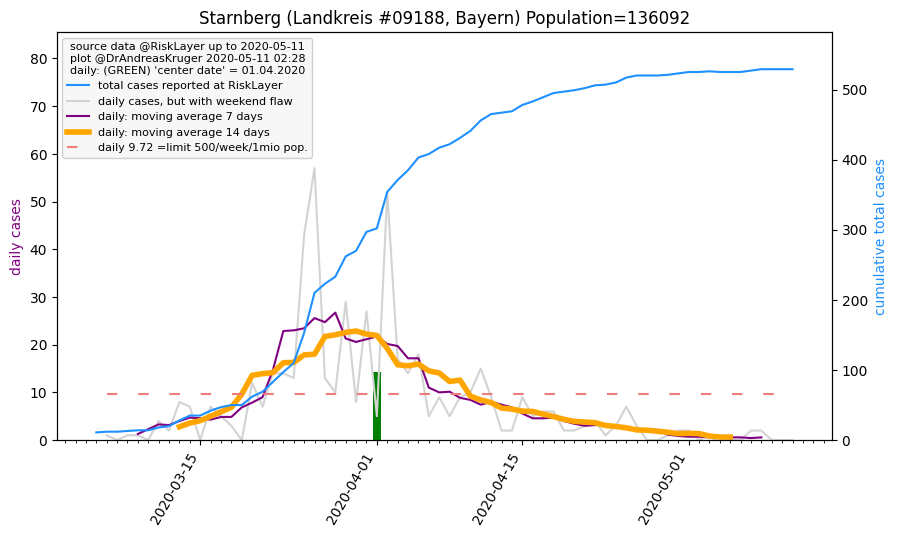 Starnberg (Landkreis #09188, Bayern) Population=136092
source data @RiskLayer up to 2020-05-11
plot @DrAndreasKruger 2020-05-11 02:28
daily: (GREEN) 'center date' = 01.04.2020
total cases reported at RiskLayer
daily cases, but with weekend flaw
daily: moving average 7 days
daily: moving average 14 days
daily 9.72 =limit 500/week/1mio pop.
daily cases
80
70
60
50
40
30
20
10
0
cumulative total cases
500
400
300
200
100
0
2020-03-15
2020-04-01
2020-04-15
2020-05-01